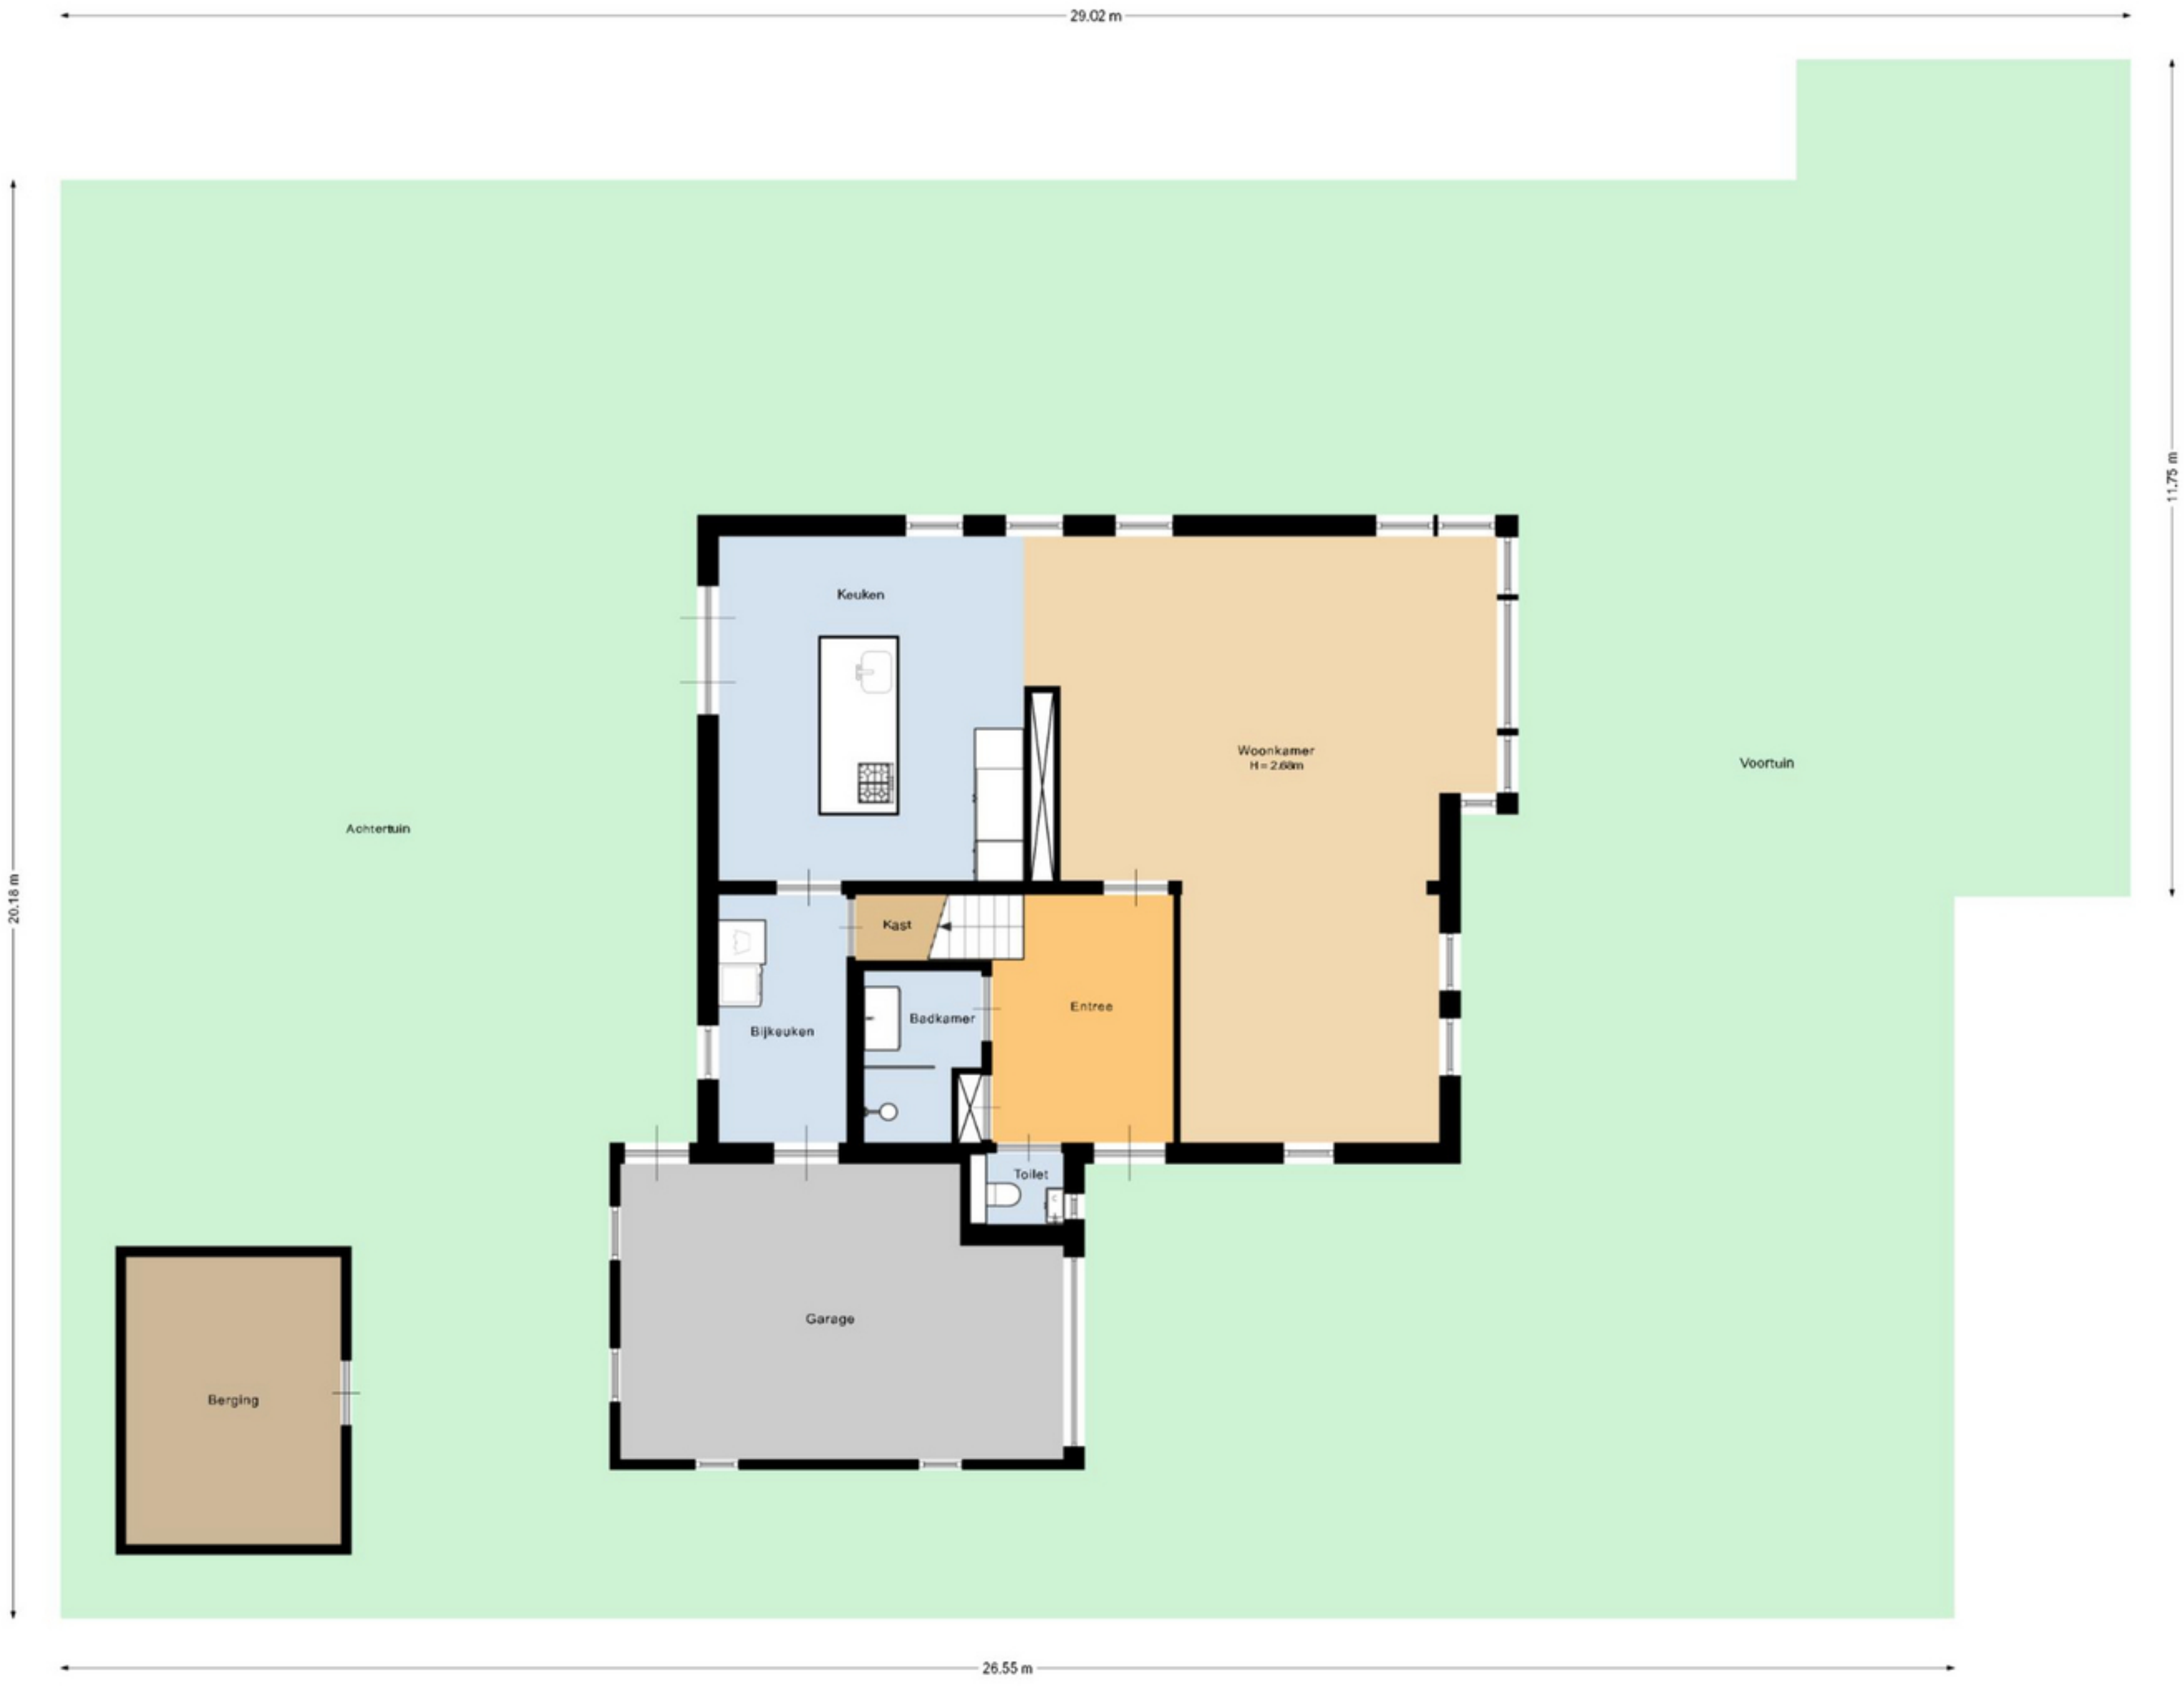 29.02 m
11.75 m
Keuken
Woonkamer
H = 2.68m
Voortuin
Achtertuin
20.18 m
Kast
Entree
Badkamer
Bijkeuken
Toilet
Garage
Berging
26.55 m